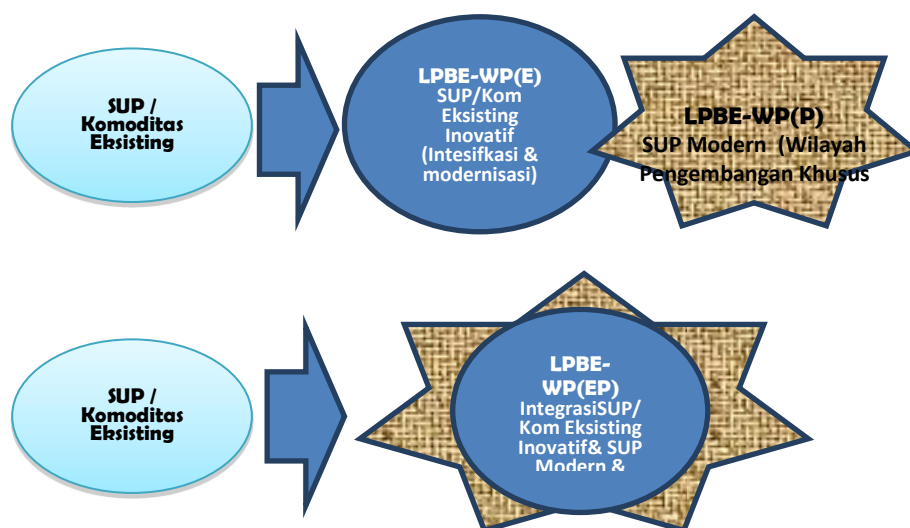 SUP /
Komoditas
Eksisting
LPBE-WP(E)
SUP/Kom
Eksisting
Inovatif
(Intesifkasi &
modernisasi)
LPBE-WP(P)
SUP Modern (Wilayah
Pengembangan Khusus
SUP /
Komoditas
Eksisting
LPBE-
WP(EP)
IntegrasiSUP/
Kom Eksisting
Inovatif& SUP
Modern &